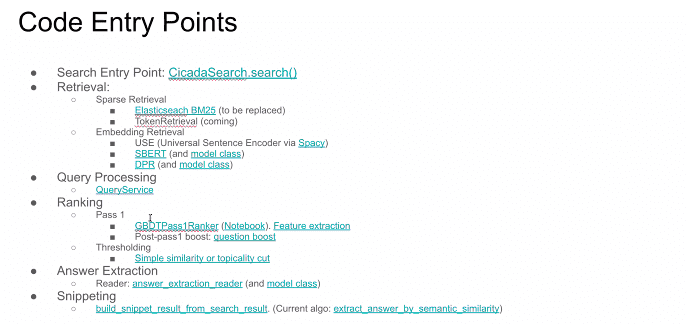 Code Entry Points
● Search Entry Point: CicadaSearch.search()
● Retrieval:
○ Sparse Retrieval
■ Elasticseach BM25 (to be replaced)
■ TokenRetrieval (coming)
○ Embedding Retrieval
■ USE (Universal Sentence Encoder via Spacy)
■ SBERT (and model class)
■ DPR (and model class)
● Query Processing
○ QueryService
● Ranking
○ Pass 1
■ GBDTPass1Ranker (Notebook). Feature extraction
■ Post-pass1 boost: question boost
○ Thresholding
■ Simple similarity or topicality cut
● Answer Extraction
○ Reader: answer_extraction_reader (and model class)
● Snippeting
○ build_snippet_result_from_search_result. (Current algo: extract_answer_by_semantic_similarity)